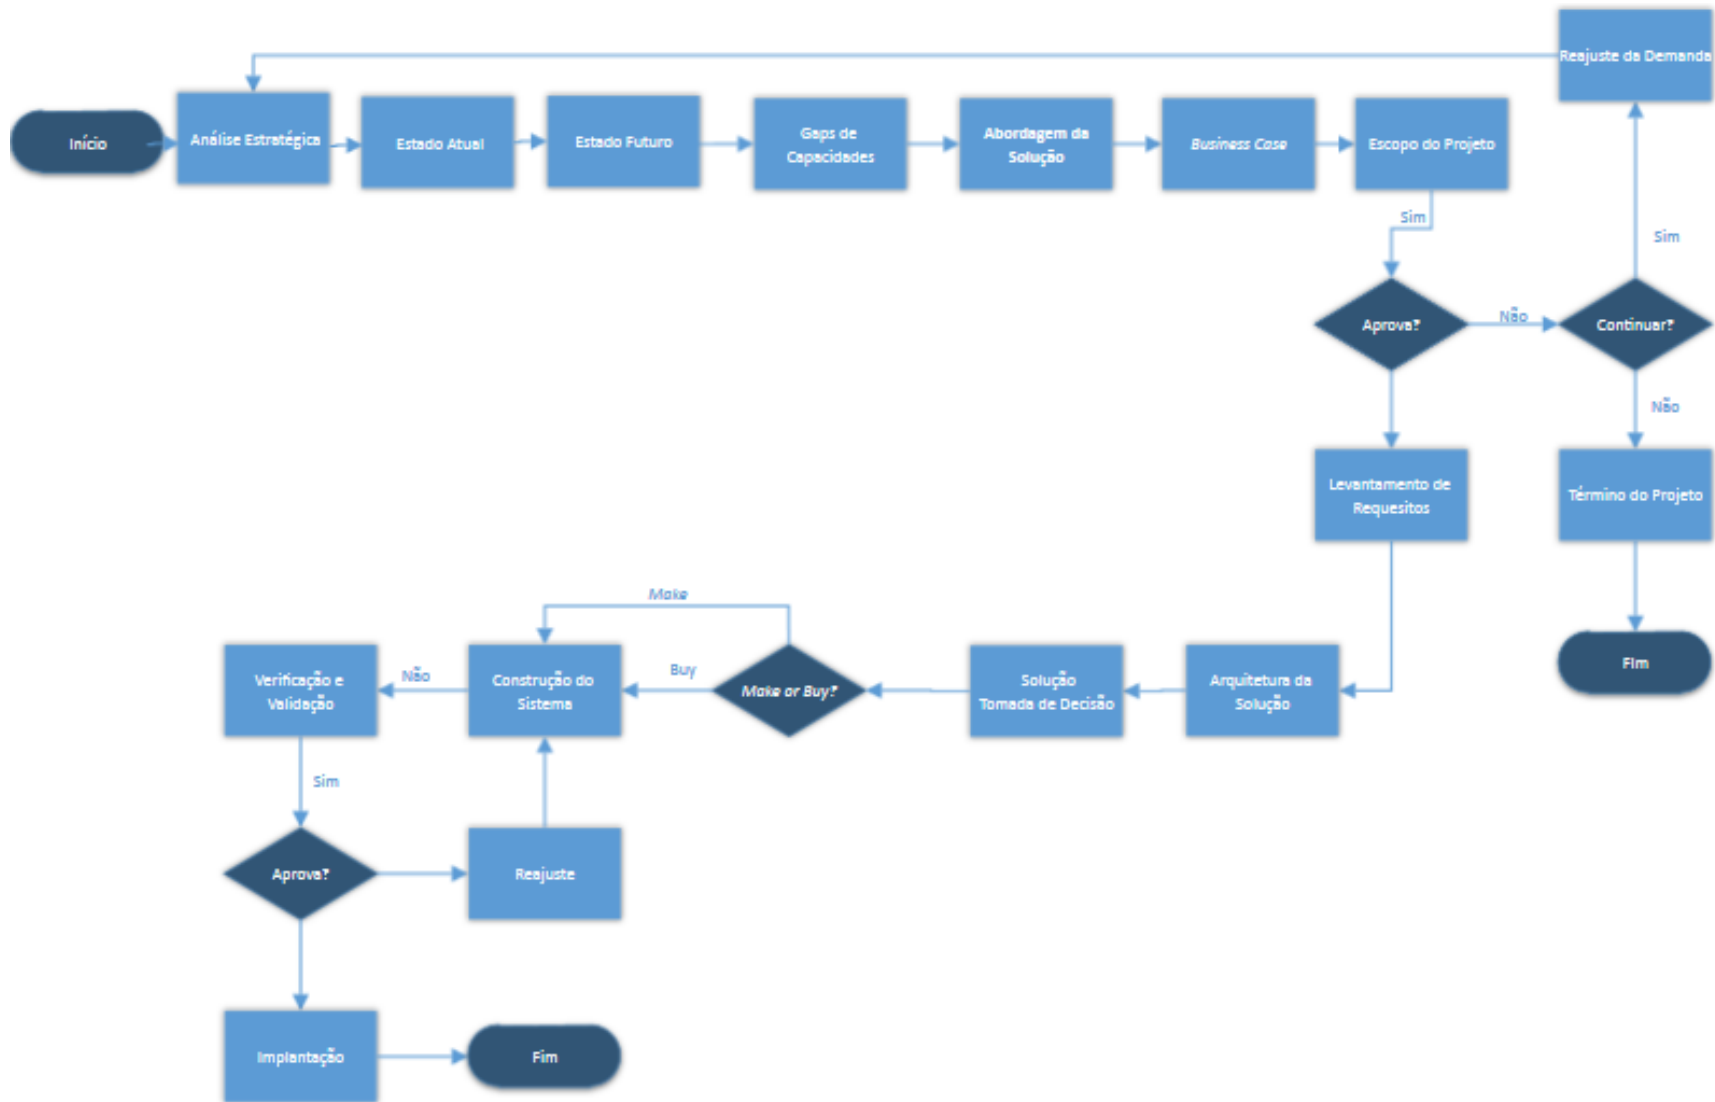 Reajuste da Demanda
Início
Análise Estratégica
Estado Atual
Estado Futuro
Gaps de
Capacidades
Abordagem da
Solução
Business Case
Escopo do Projeto
Sim
Sim
Aprova?
Não
Continuar?
Não
Levantamento de
Requesitos
Término do Projeto
Fim
Make
Verificação e
Validação
Não
Construção do
Sistema
Buy
Make or Buy?
Solução
Tomada de Decisão
Arquitetura da
Solução
Sim
Aprova?
Reajuste
Implantação
Fim